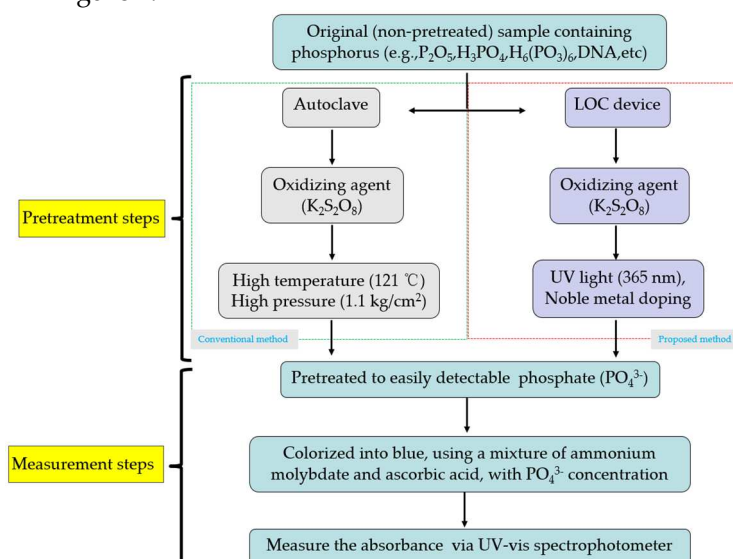 Original (non-pretreated) sample containing
phosphorus (e.g.,P₂O₅,H₃PO₄,H₆(PO₃)₆,DNA,etc)
Autoclave
LOC device
Oxidizing agent
(K₂S₂O₈)
Oxidizing agent
(K₂S₂O₈)
Pretreatment steps
High temperature (121 ℃)
High pressure (1.1 kg/cm²)
UV light (365 nm),
Noble metal doping
Conventional method
Proposed method
Pretreated to easily detectable phosphate (PO₄³⁻)
Measurement steps
Colorized into blue, using a mixture of ammonium
molybdate and ascorbic acid, with PO₄³⁻ concentration
Measure the absorbance via UV-vis spectrophotometer